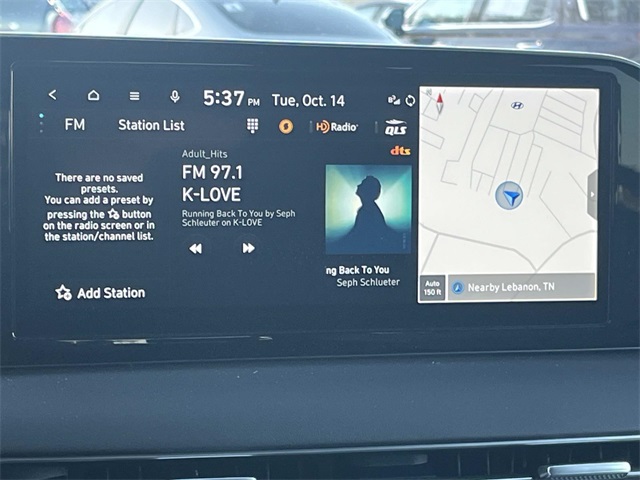 5:37 PM Tue, Oct. 14
FM Station List HD Radio QLS
dts
There are no saved
presets.
You can add a preset by
pressing the button
on the radio screen or in
the station/channel list.
Add Station
Adult_Hits
FM 97.1
K-LOVE
Running Back To You by Seph
Schleuter on K-LOVE
ng Back To You
Seph Schlueter
Auto
150 ft
Nearby Lebanon, TN